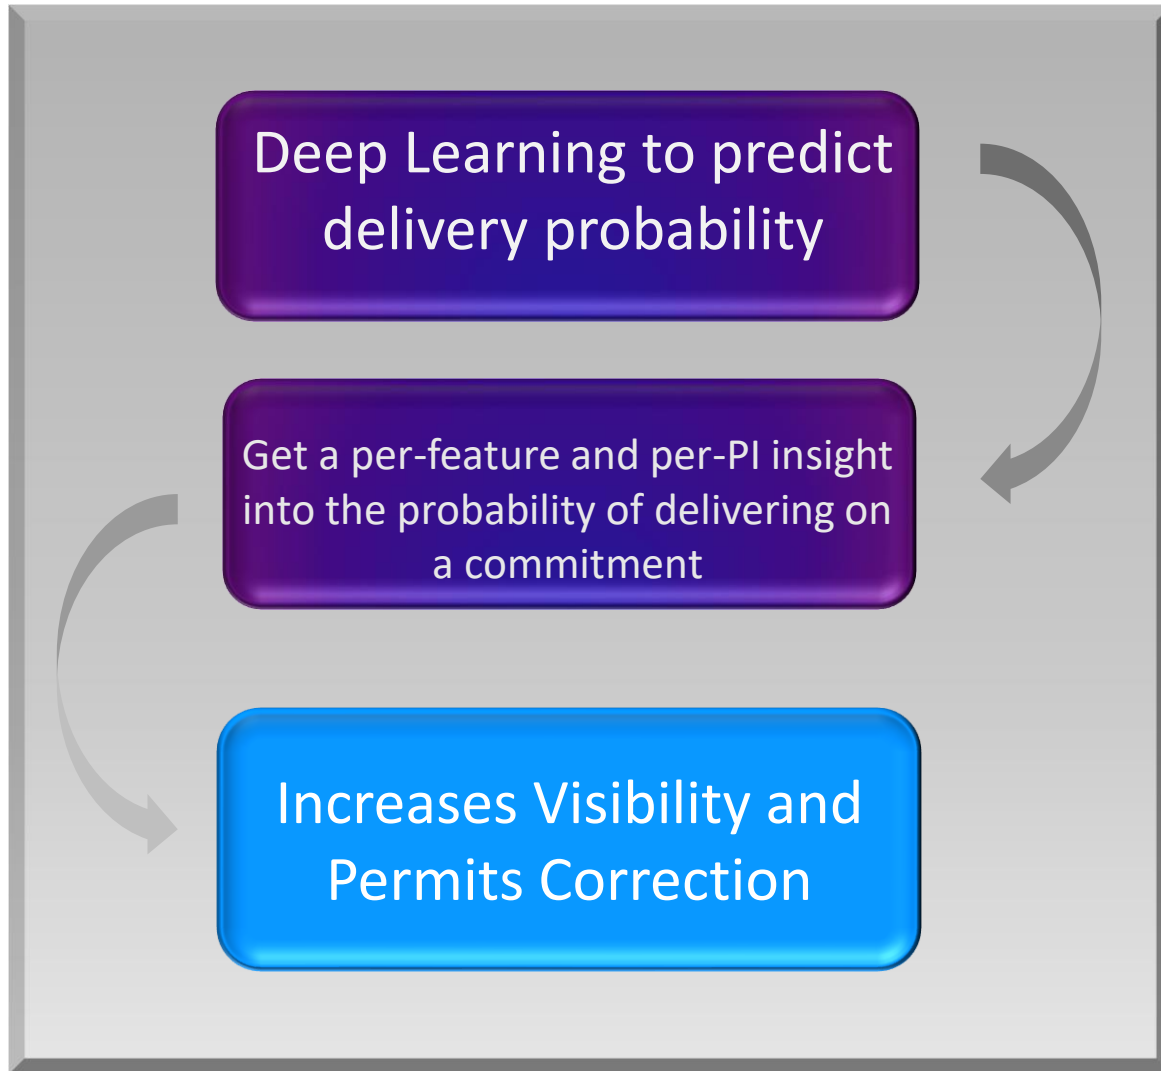 Deep Learning to predict
delivery probability
Get a per-feature and per-PI insight
into the probability of delivering on
a commitment
Increases Visibility and
Permits Correction